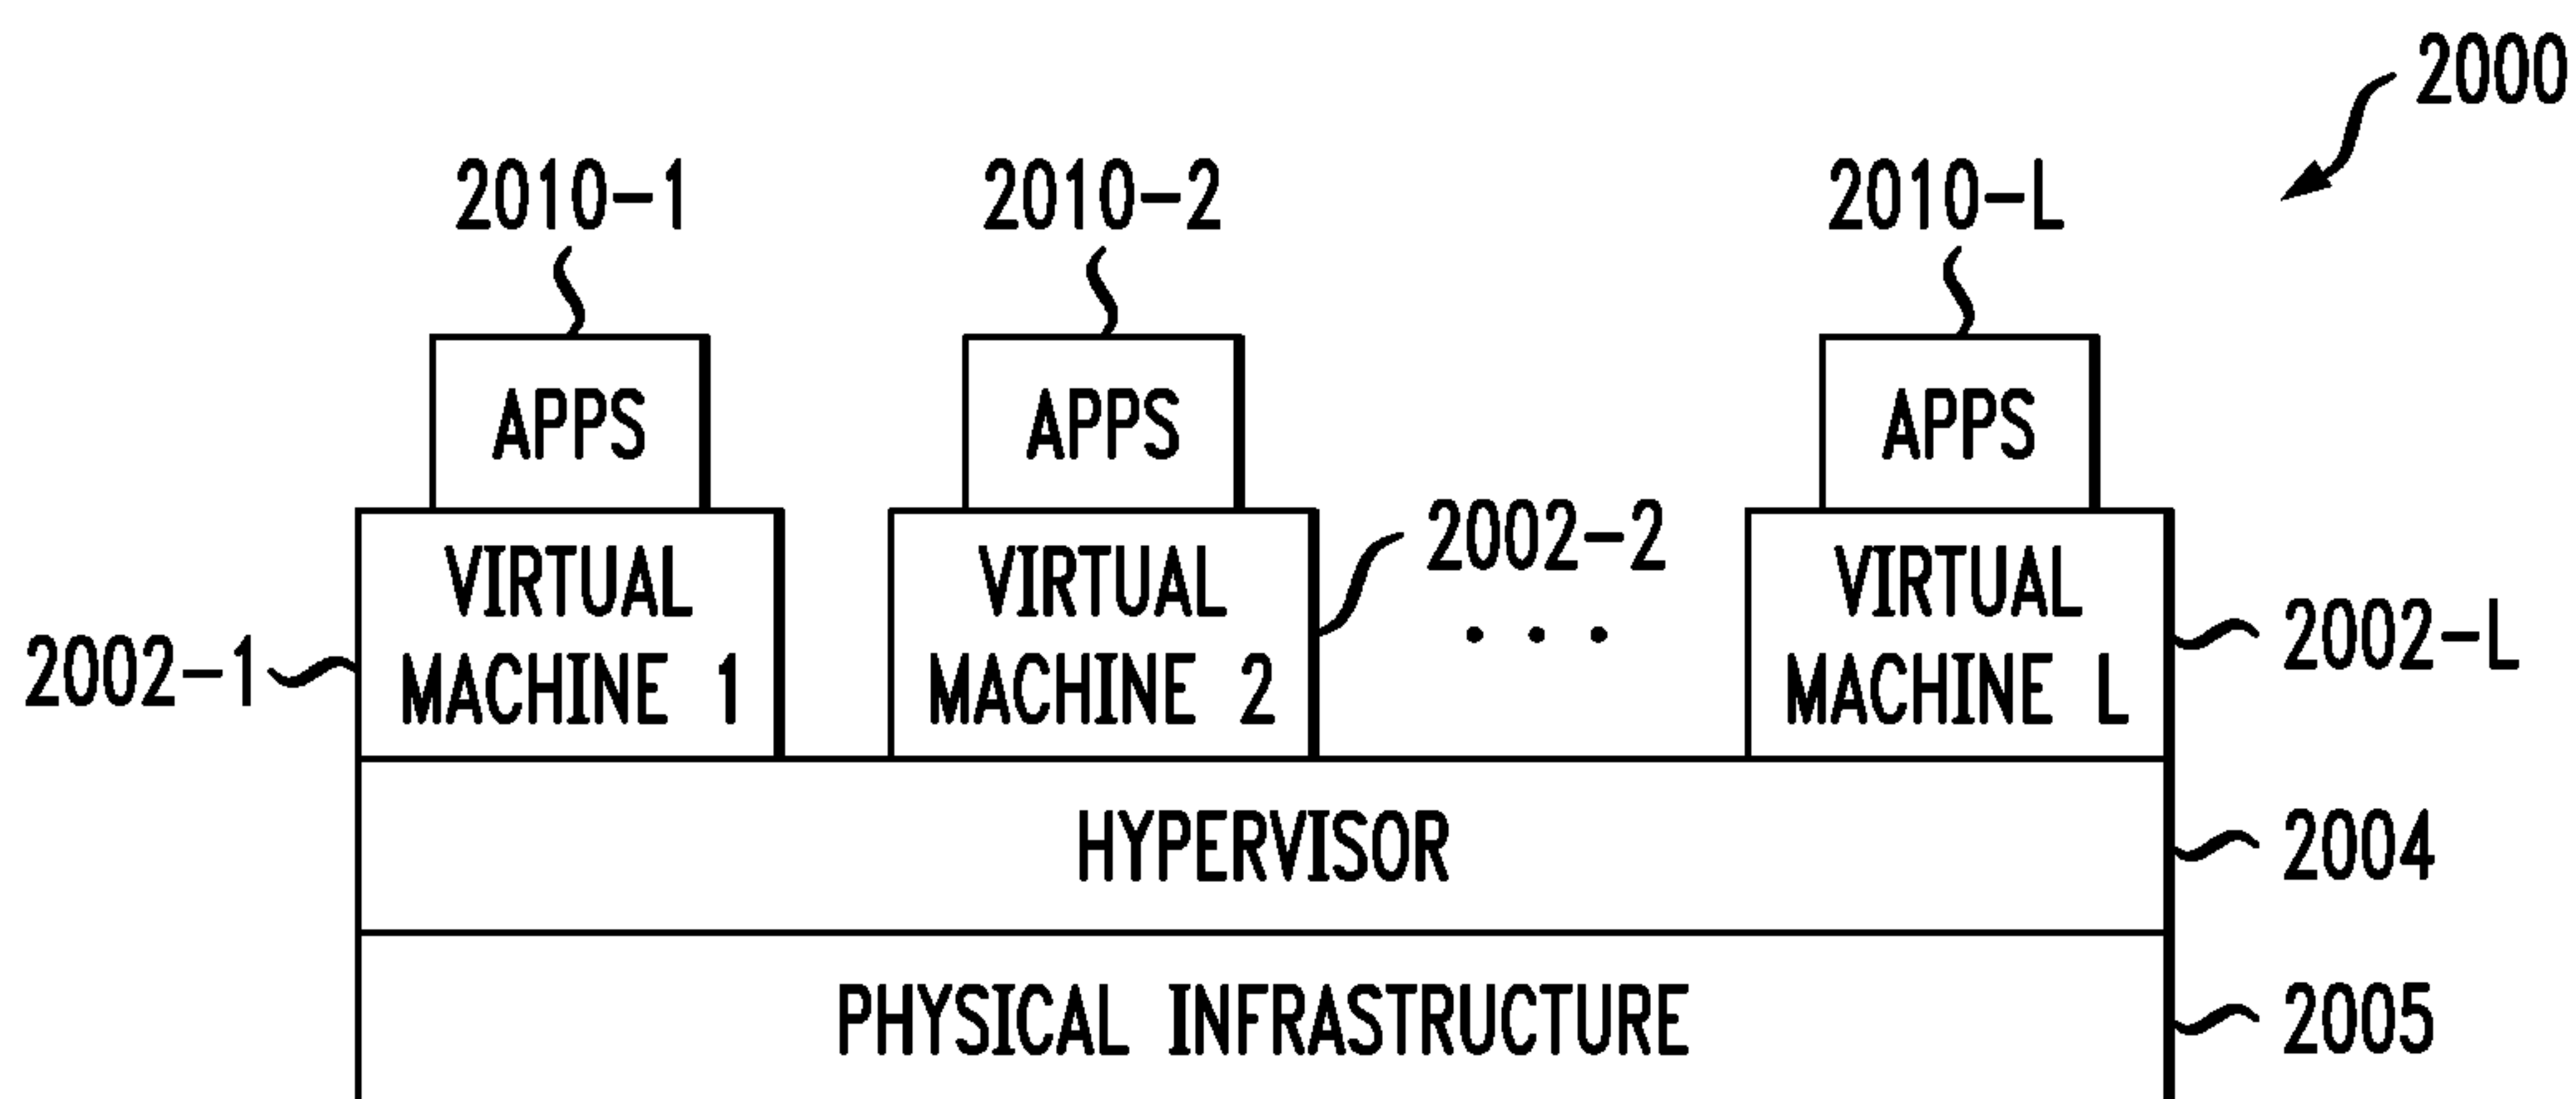 2000
2010-1
2010-2
2010-L
APPS
APPS
APPS
2002-1
VIRTUAL
MACHINE 1
VIRTUAL
MACHINE 2
2002-2
. . .
VIRTUAL
MACHINE L
2002-L
HYPERVISOR
2004
PHYSICAL INFRASTRUCTURE
2005